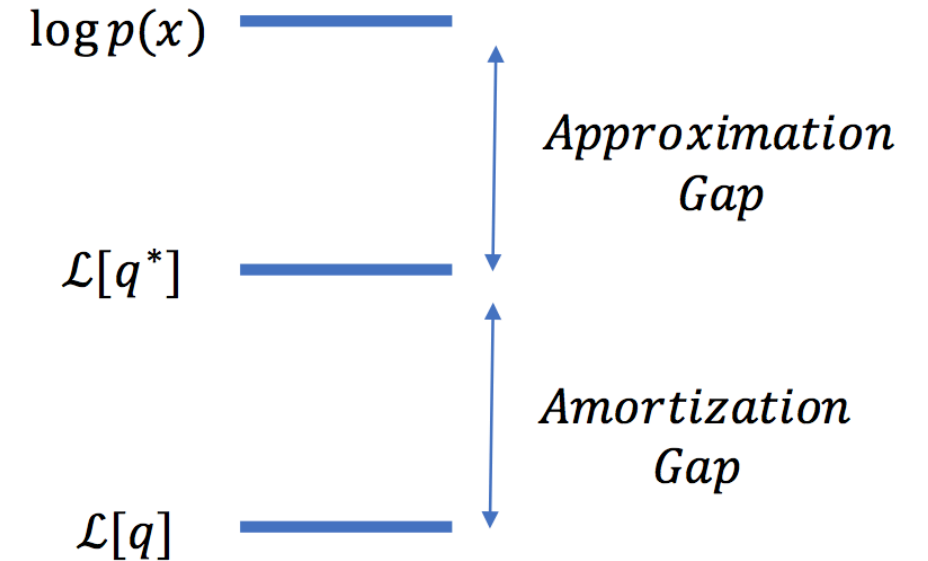 log p(x)
Approximation
Gap
ℒ[q*]
Amortization
Gap
ℒ[q]